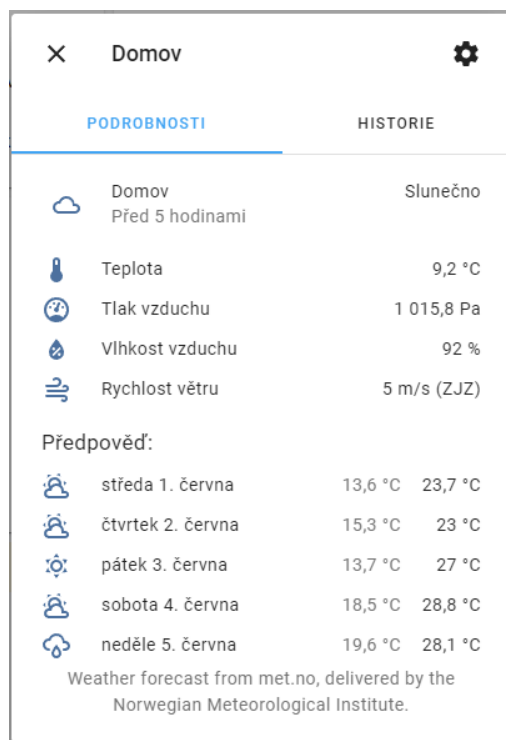 Domov
PODROBNOSTI HISTORIE
Domov Slunečno
Před 5 hodinami
Teplota 9,2 °C
Tlak vzduchu 1 015,8 Pa
Vlhkost vzduchu 92 %
Rychlost větru 5 m/s (ZJZ)
Předpověď:
středa 1. června 13,6 °C 23,7 °C
čtvrtek 2. června 15,3 °C 23 °C
pátek 3. června 13,7 °C 27 °C
sobota 4. června 18,5 °C 28,8 °C
neděle 5. června 19,6 °C 28,1 °C
Weather forecast from met.no, delivered by the
Norwegian Meteorological Institute.